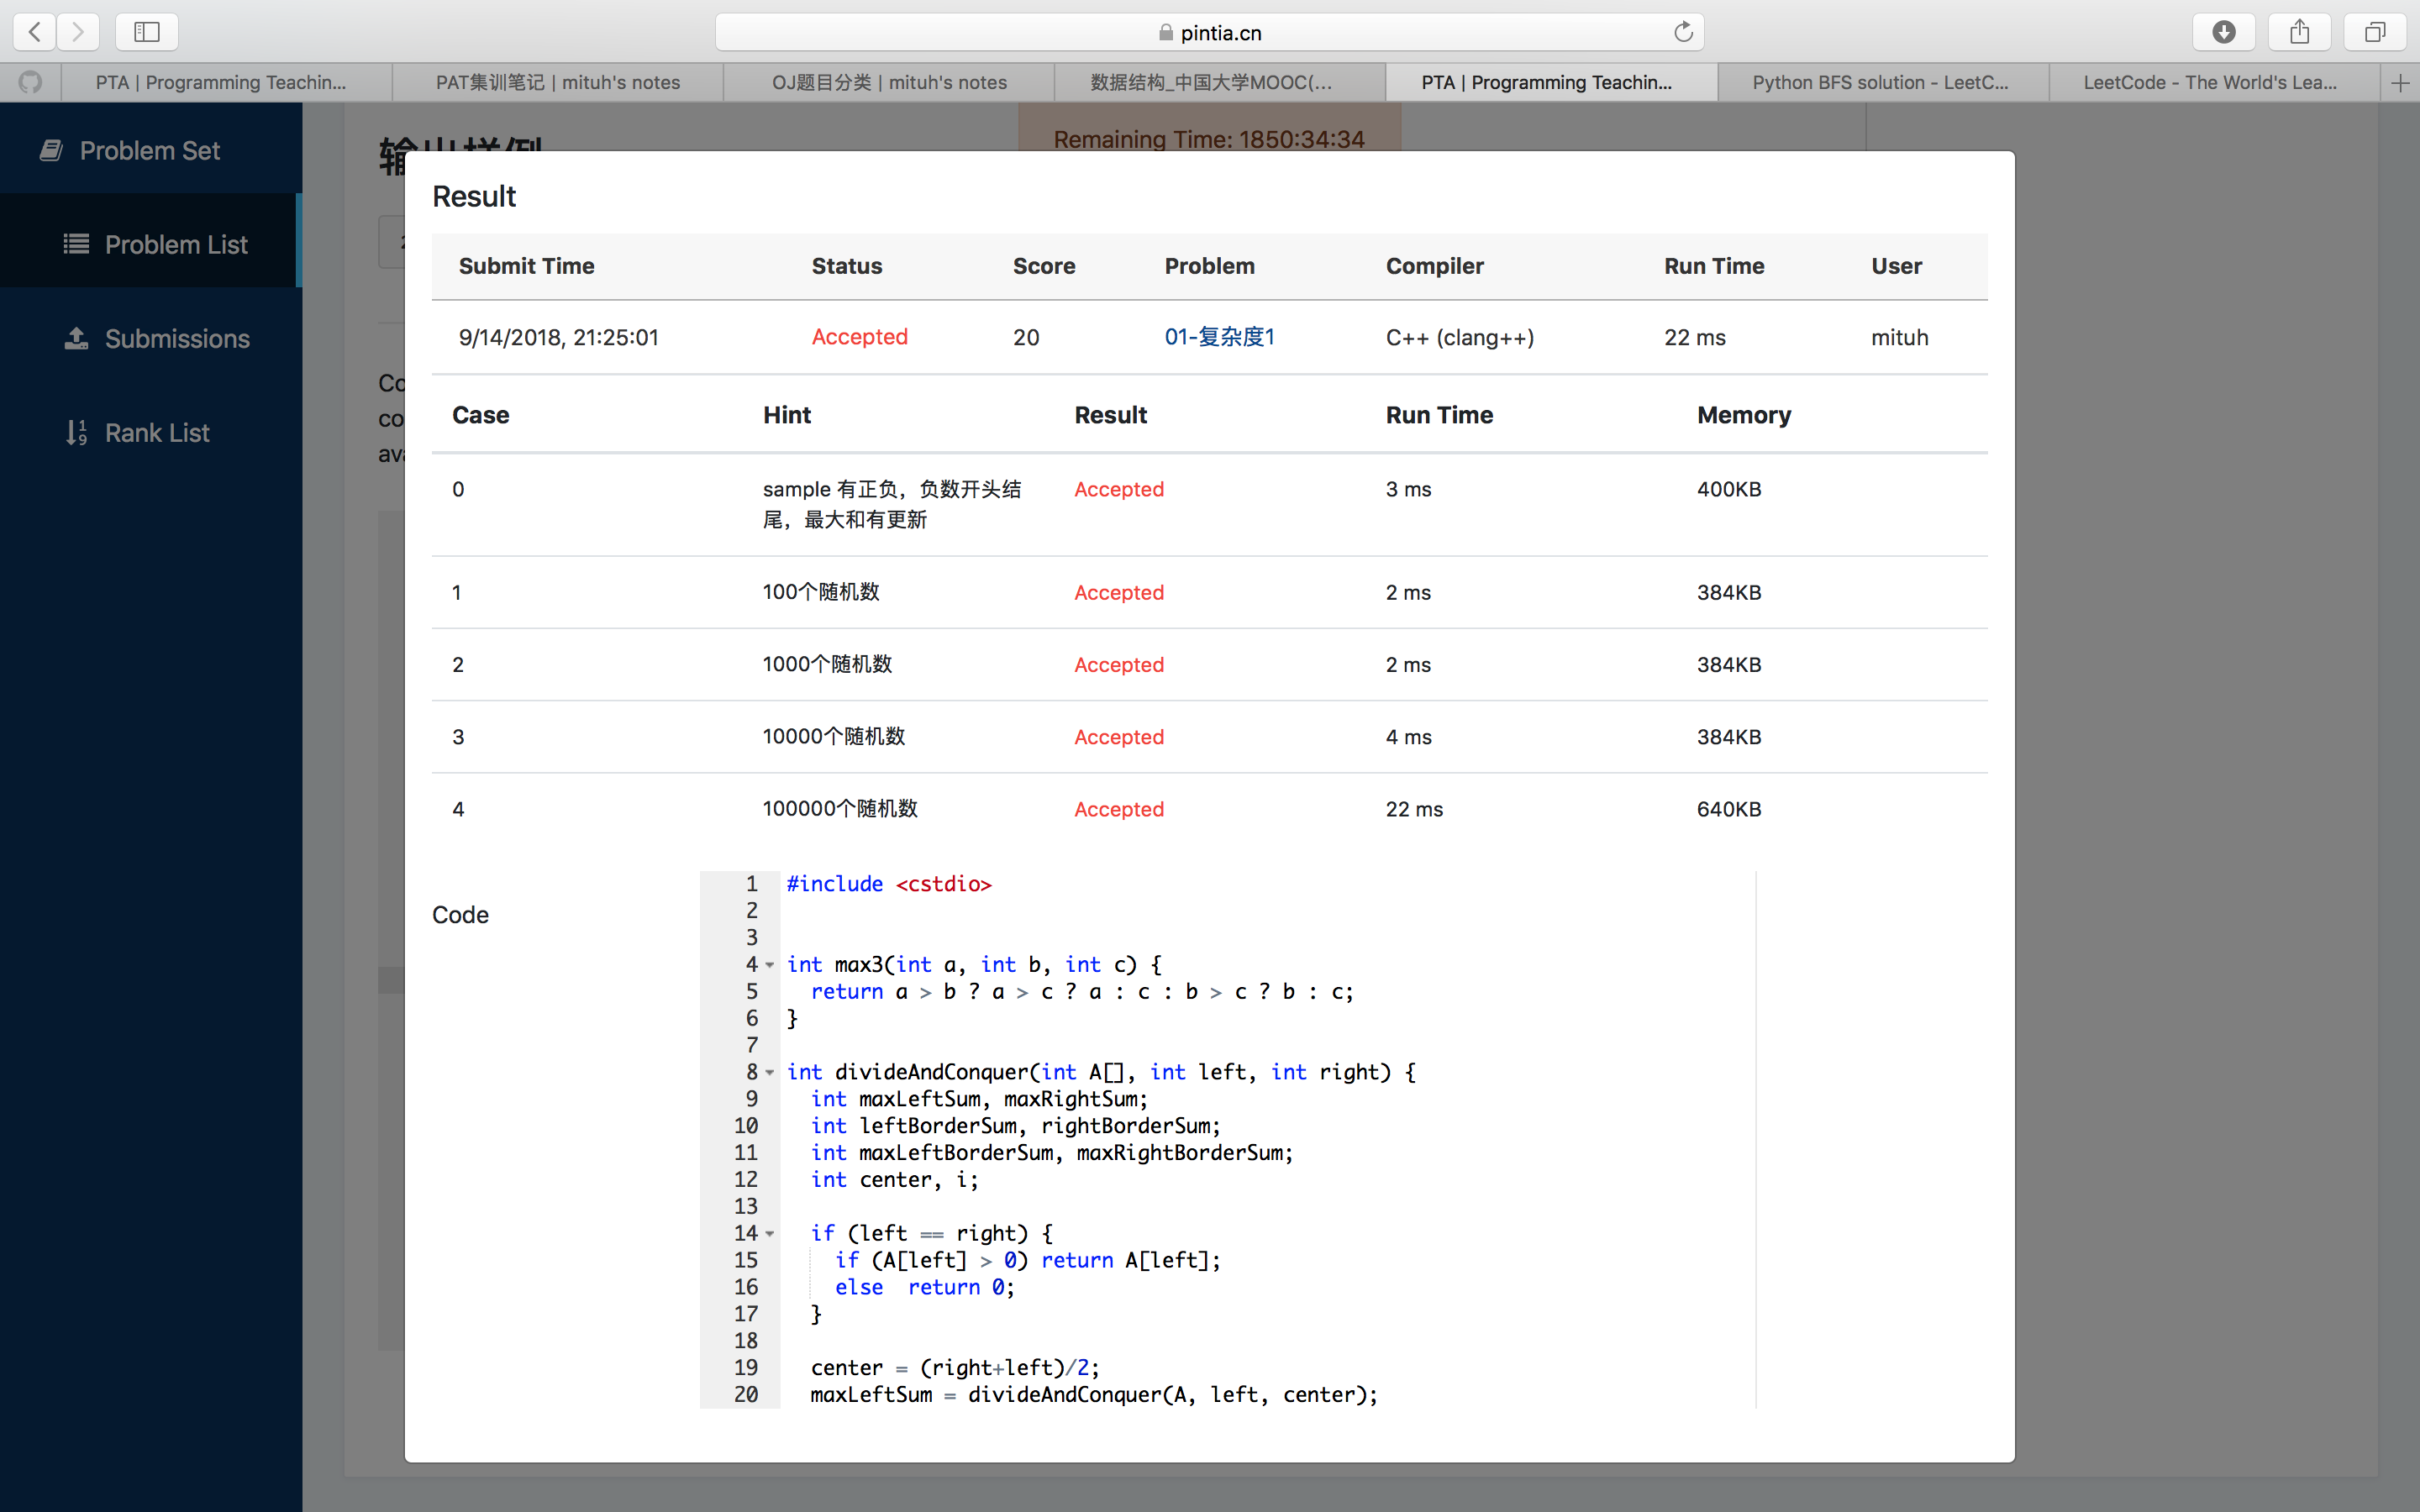 pintia.cn
PTA | Programming Teachin...
PAT集训笔记 | mituh's notes
OJ题目分类 | mituh's notes
数据结构_中国大学MOOC(...
PTA | Programming Teachin...
Python BFS solution - LeetC...
LeetCode - The World's Lea...
Problem Set
Problem List
Submissions
Rank List
输出样例
Remaining Time: 1850:34:34
Result
Submit Time Status Score Problem Compiler Run Time User
9/14/2018, 21:25:01 Accepted 20 01-复杂度1 C++ (clang++) 22 ms mituh
Case Hint Result Run Time Memory
0 sample 有正负，负数开头结 Accepted 3 ms 400KB
尾，最大和有更新
1 100个随机数 Accepted 2 ms 384KB
2 1000个随机数 Accepted 2 ms 384KB
3 10000个随机数 Accepted 4 ms 384KB
4 100000个随机数 Accepted 22 ms 640KB
Code
1 #include <cstdio>
2
3
4 int max3(int a, int b, int c) {
5 return a > b ? a > c ? a : c : b > c ? b : c;
6 }
7
8 int divideAndConquer(int A[], int left, int right) {
9 int maxLeftSum, maxRightSum;
10 int leftBorderSum, rightBorderSum;
11 int maxLeftBorderSum, maxRightBorderSum;
12 int center, i;
13
14 if (left == right) {
15 if (A[left] > 0) return A[left];
16 else  return 0;
17 }
18
19 center = (right+left)/2;
20 maxLeftSum = divideAndConquer(A, left, center);